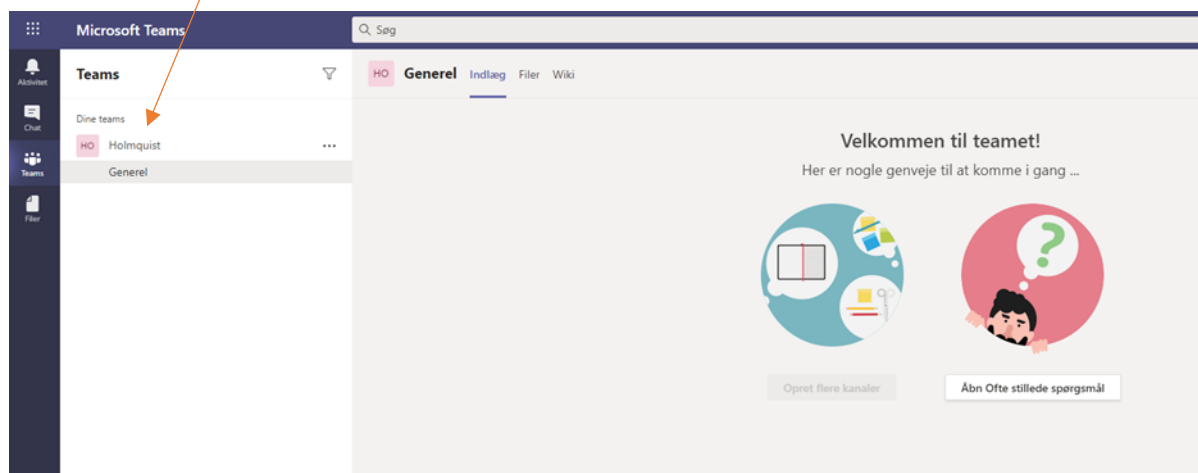 Microsoft Teams
Søg
Aktivitet
Chat
Teams
Filer
Teams
Dine teams
HO Holmquist
Generel
HO Generel Indlæg Filer Wiki
Velkommen til teamet!
Her er nogle genveje til at komme i gang ...
Opret flere kanaler
Åbn Ofte stillede spørgsmål